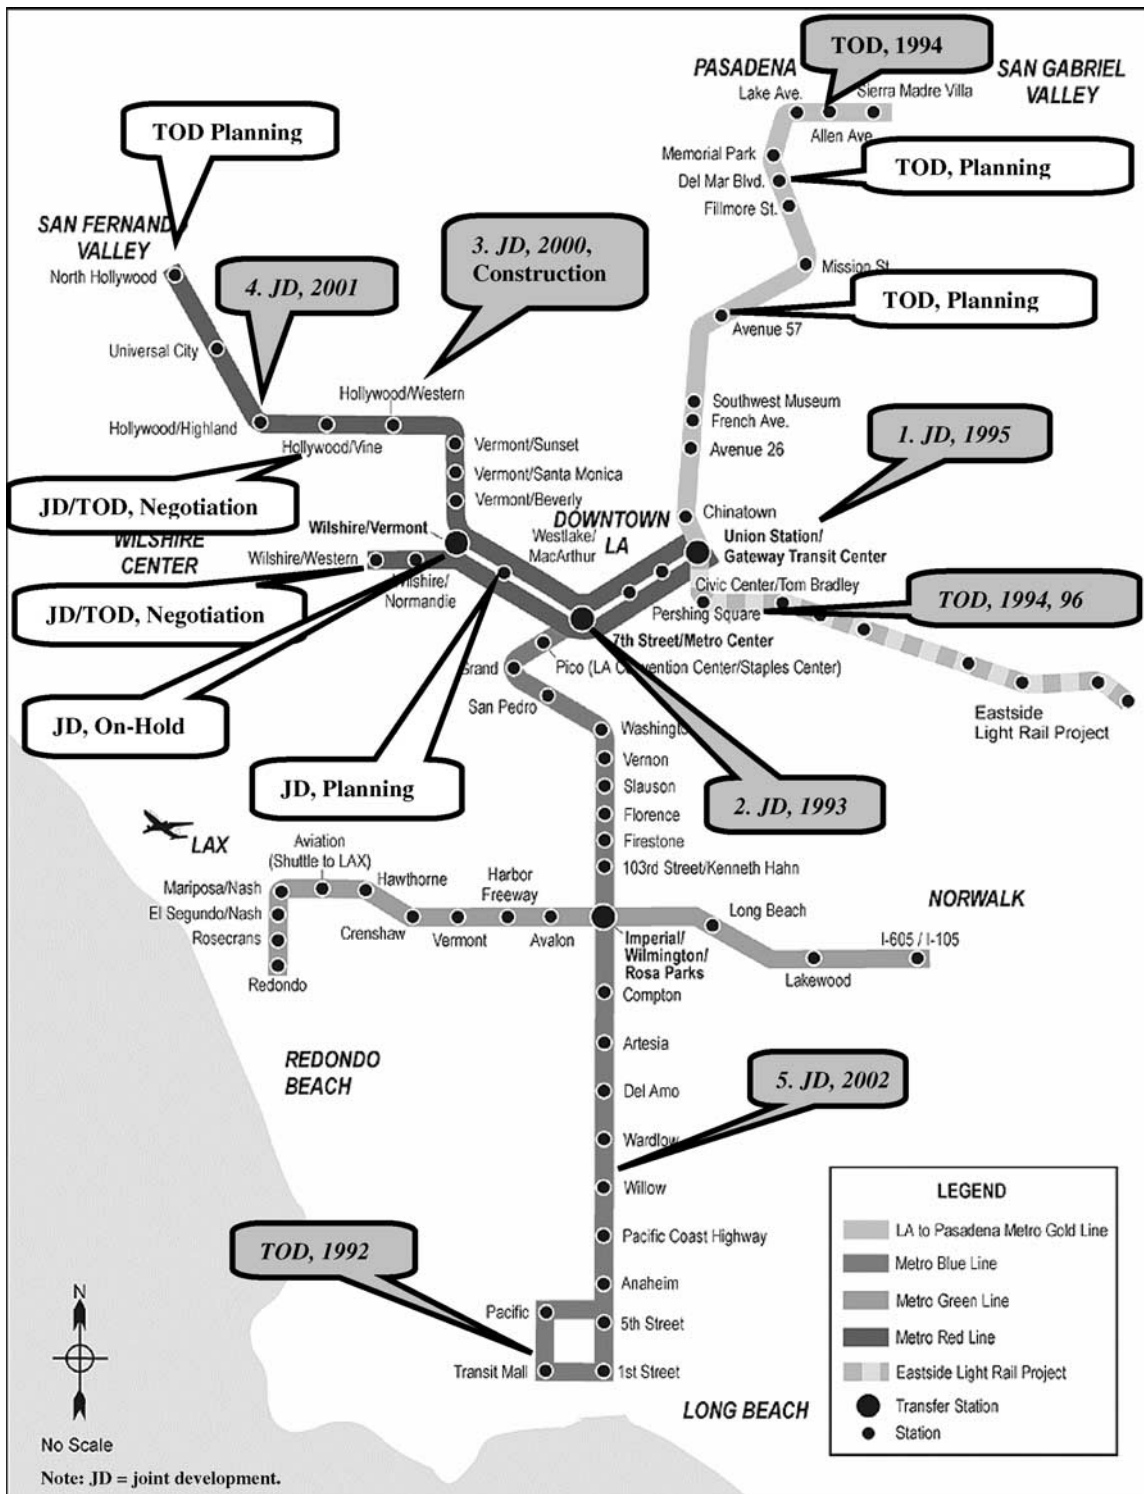 TOD, 1994
PASADENA
SAN GABRIEL
VALLEY
Lake Ave.
Sierra Madre Villa
Allen Ave.
TOD Planning
Memorial Park
Del Mar Blvd.
TOD, Planning
Fillmore St.
SAN FERNANDO
VALLEY
3. JD, 2000,
Construction
North Hollywood
4. JD, 2001
Mission St.
TOD, Planning
Avenue 57
Universal City
Hollywood/Western
Southwest Museum
French Ave.
Hollywood/Highland
Hollywood/Vine
Vermont/Sunset
Avenue 26
1. JD, 1995
Vermont/Santa Monica
JD/TOD, Negotiation
Vermont/Beverly
Chinatown
DOWNTOWN
LA
Wilshire/Vermont
Westlake/
MacArthur
Union Station/
Gateway Transit Center
WILSHIRE
CENTER
Wilshire/Western
Wilshire/
Normandie
Civic Center/Tom Bradley
JD/TOD, Negotiation
Pershing Square
TOD, 1994, 96
7th Street/Metro Center
Pico (LA Convention Center/Staples Center)
Grand
San Pedro
JD, On-Hold
Eastside
Light Rail Project
Washington
Vernon
JD, Planning
Slauson
2. JD, 1993
Florence
Firestone
LAX
Aviation
(Shuttle to LAX)
103rd Street/Kenneth Hahn
Mariposa/Nash
Hawthorne
Harbor
Freeway
NORWALK
El Segundo/Nash
Long Beach
Rosecrans
Crenshaw
Vermont
Avalon
Imperial/
Wilmington/
Rosa Parks
I-605 / I-105
Redondo
Lakewood
Compton
Artesia
REDONDO
BEACH
5. JD, 2002
Del Amo
Wardlow
Willow
LEGEND
LA to Pasadena Metro Gold Line
Metro Blue Line
Metro Green Line
Metro Red Line
Eastside Light Rail Project
Transfer Station
Station
TOD, 1992
Pacific Coast Highway
Anaheim
Pacific
5th Street
Transit Mall
1st Street
LONG BEACH
N
No Scale
Note: JD = joint development.